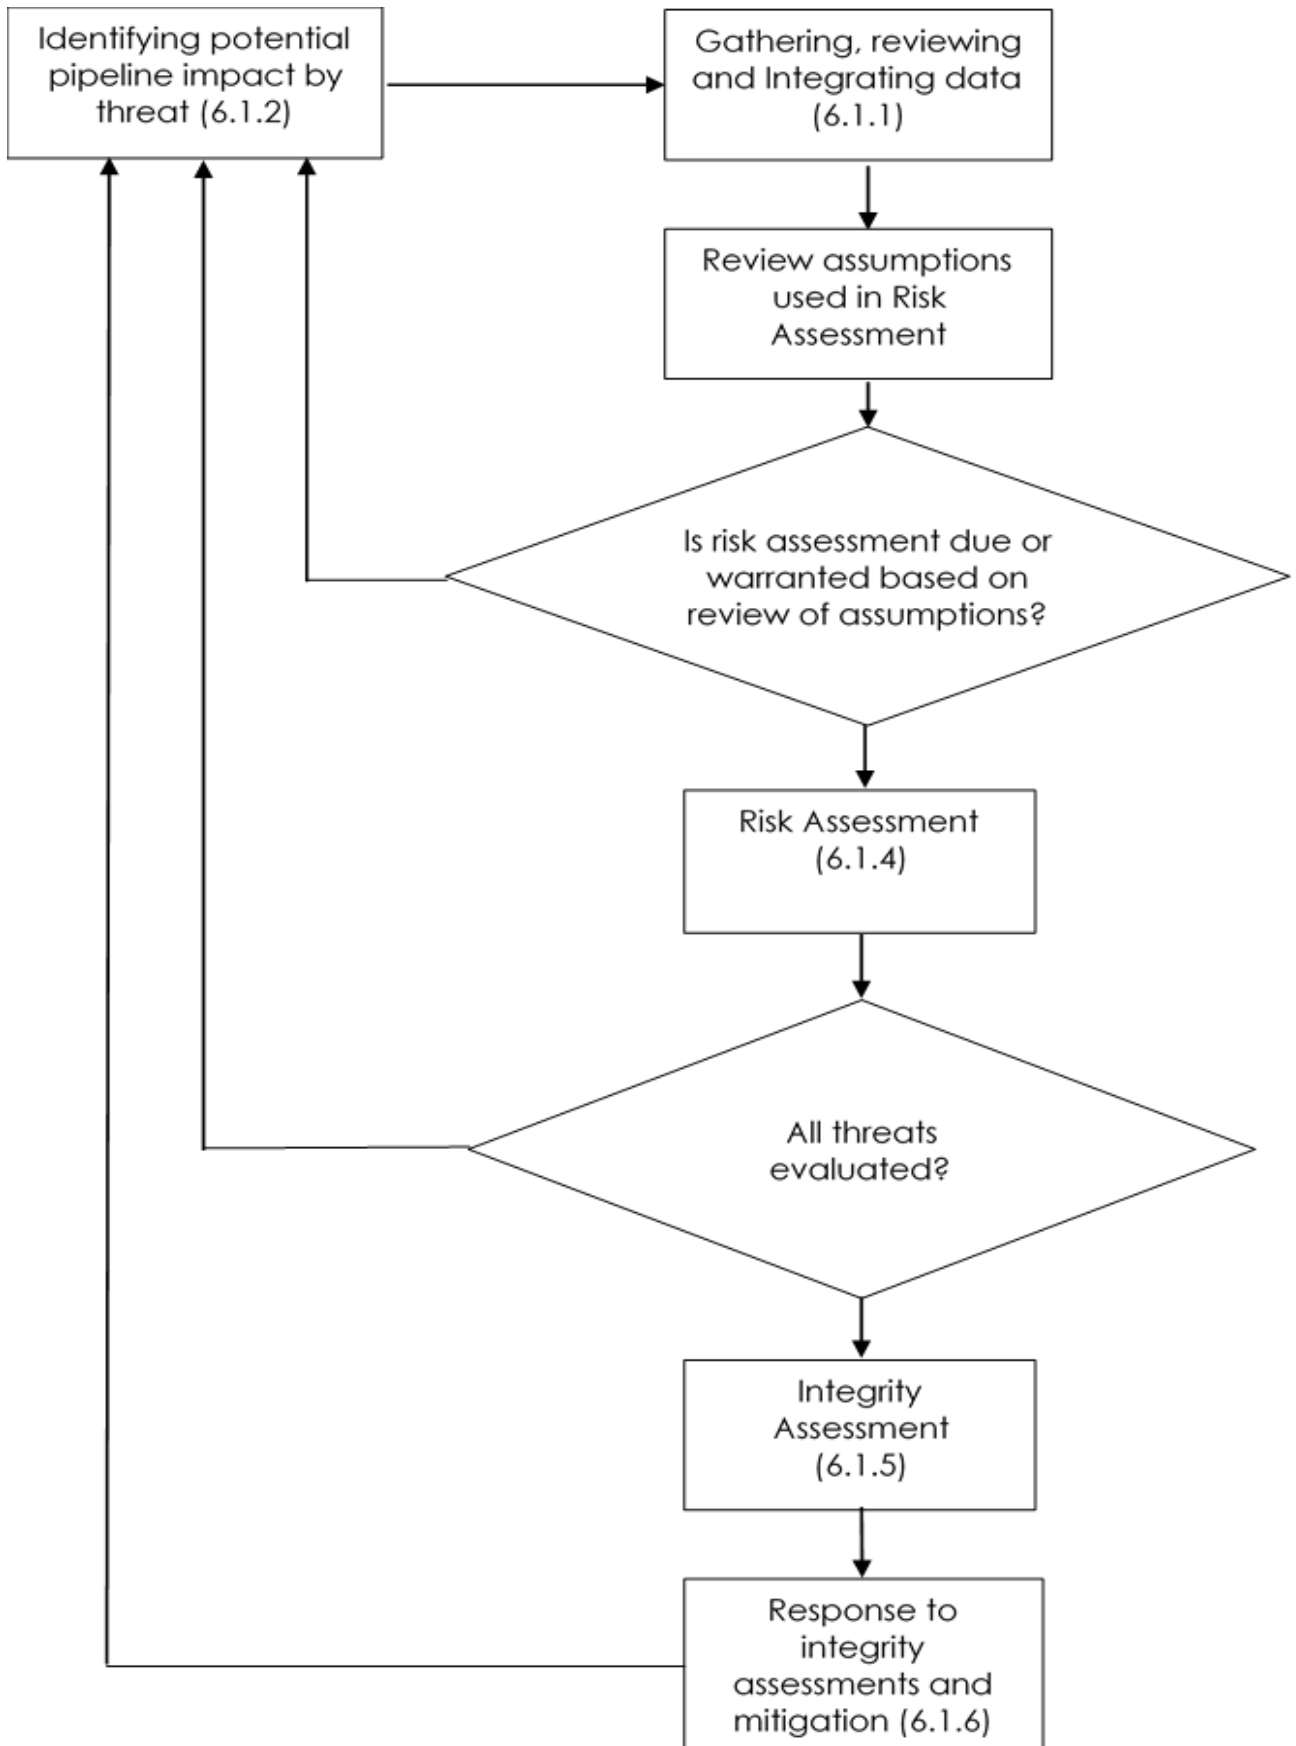 Identifying potential
pipeline impact by
threat (6.1.2)
Gathering, reviewing
and Integrating data
(6.1.1)
Review assumptions
used in Risk
Assessment
Is risk assessment due or
warranted based on
review of assumptions?
Risk Assessment
(6.1.4)
All threats
evaluated?
Integrity
Assessment
(6.1.5)
Response to
integrity
assessments and
mitigation (6.1.6)